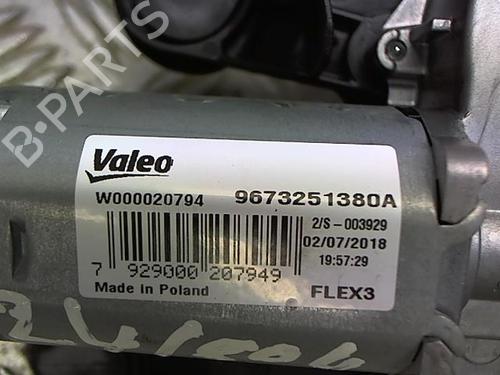 B-PARTS
Valeo
W000020794 9673251380A
2/S-003929
02/07/2018
19:57:29
7 929000 207949
Made in Poland FLEX3